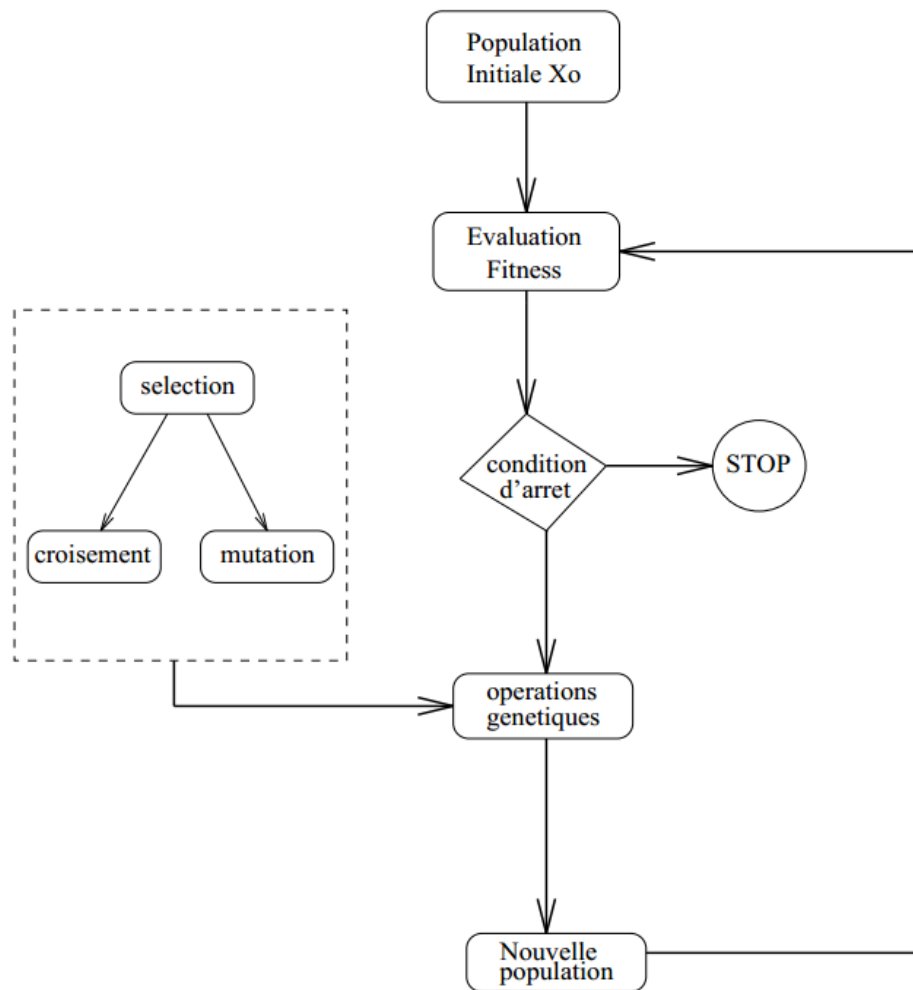 Population
Initiale Xo
Evaluation
Fitness
selection
croisement
mutation
condition
d'arret
STOP
operations
genetiques
Nouvelle
population